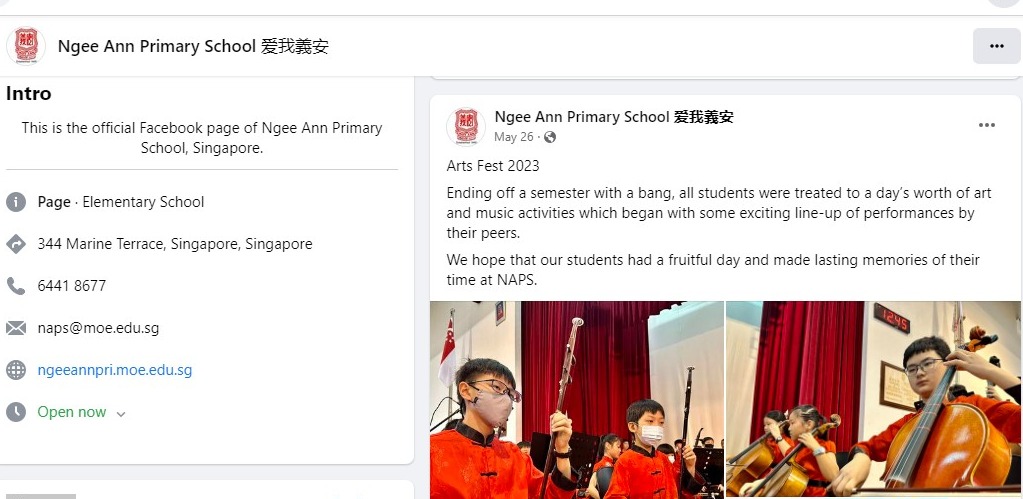 Ngee Ann Primary School 爱我義安
Intro
This is the official Facebook page of Ngee Ann Primary
School, Singapore.
Page · Elementary School
344 Marine Terrace, Singapore, Singapore
6441 8677
naps@moe.edu.sg
ngeeannpri.moe.edu.sg
Open now
Ngee Ann Primary School 爱我義安
May 26 ·
Arts Fest 2023
Ending off a semester with a bang, all students were treated to a day’s worth of art
and music activities which began with some exciting line-up of performances by
their peers.
We hope that our students had a fruitful day and made lasting memories of their
time at NAPS.
12:45